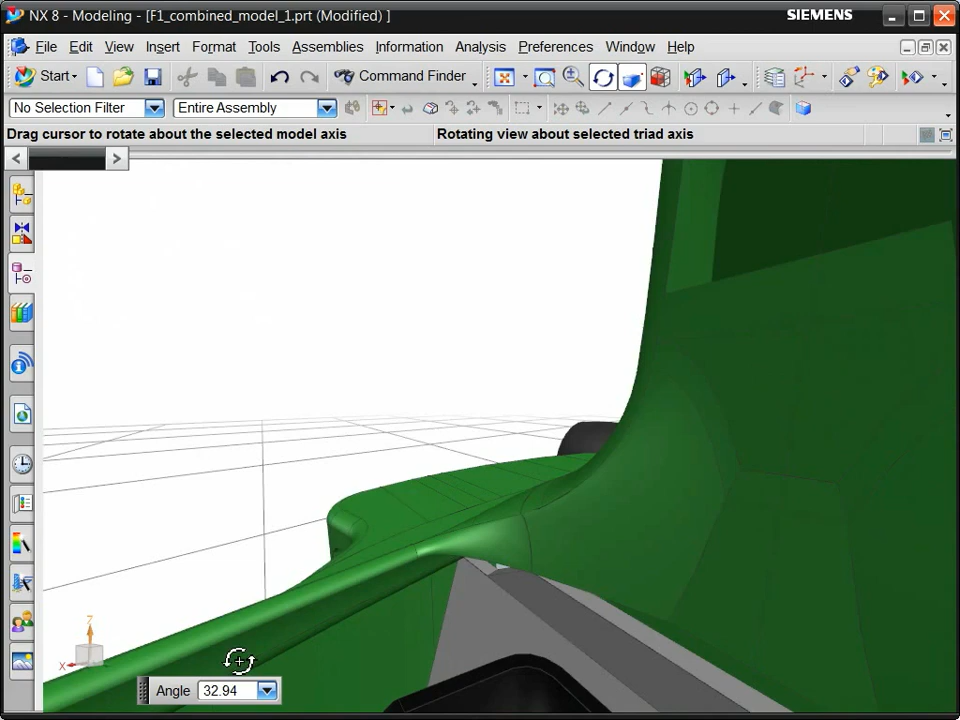 NX 8 - Modeling - [F1_combined_model_1.prt (Modified) ]
SIEMENS
File Edit View Insert Format Tools Assemblies Information Analysis Preferences Window Help
Start Command Finder
No Selection Filter Entire Assembly
Drag cursor to rotate about the selected model axis Rotating view about selected triad axis
Z
X
Angle 32.94